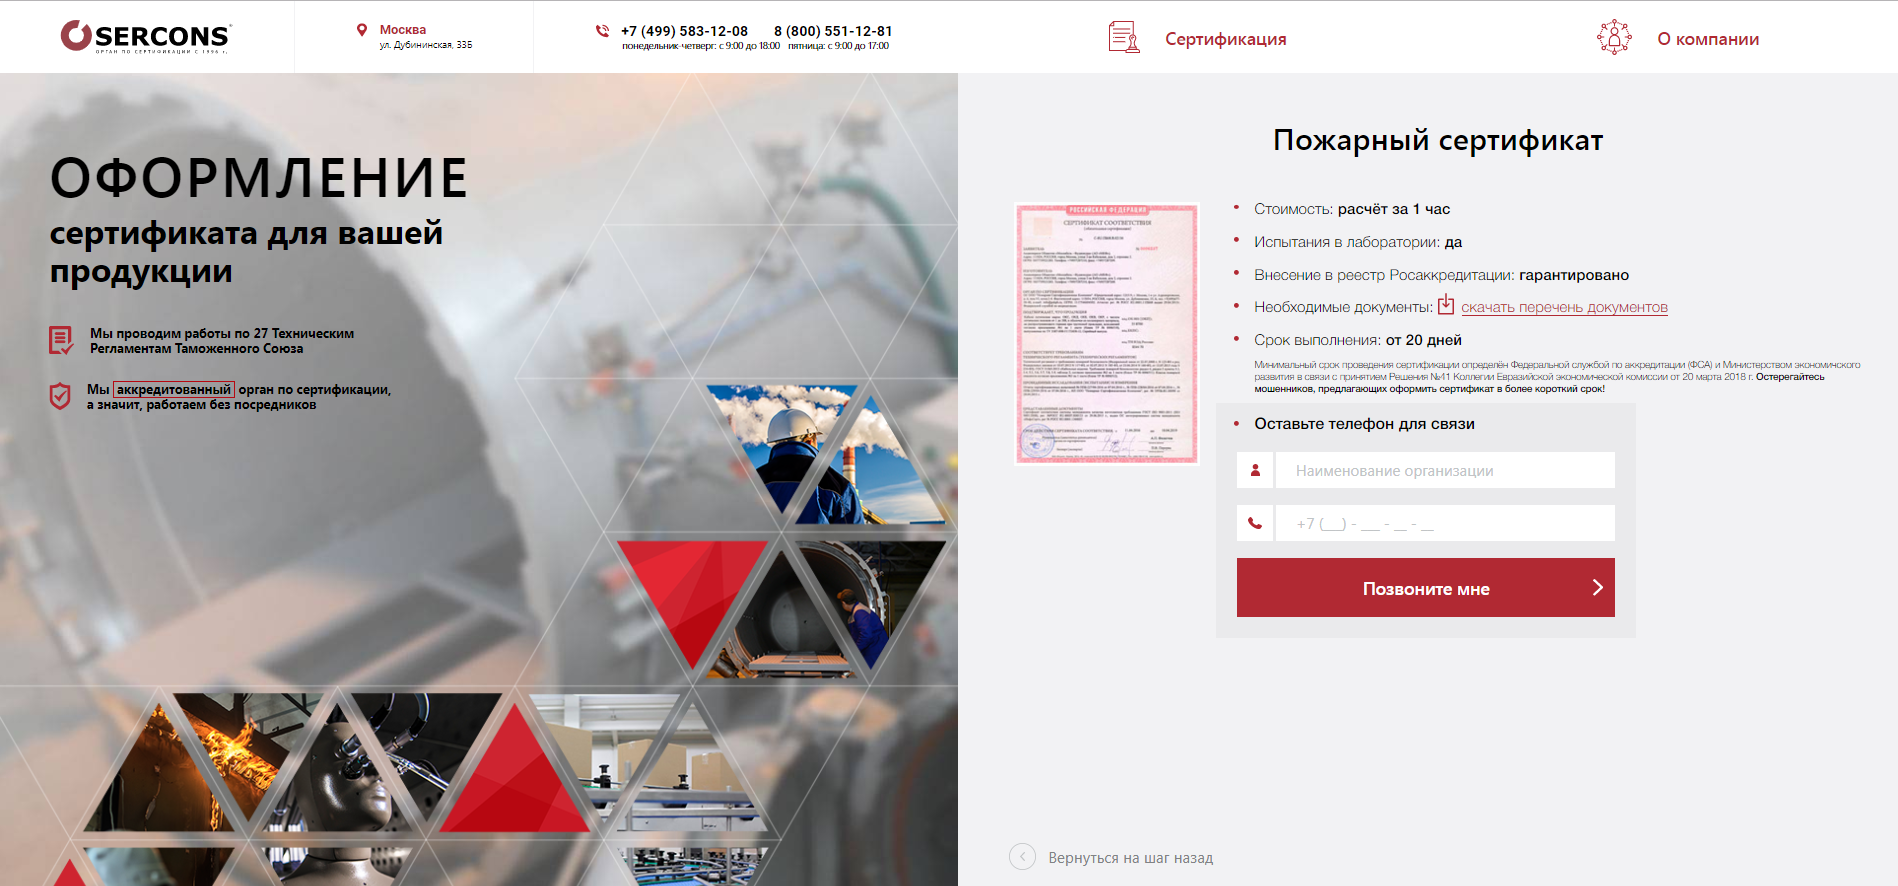 SERCONS
ОРГАН ПО СЕРТИФИКАЦИИ С 1996 г.
Москва
ул. Дубининская, 33Б
+7 (499) 583-12-08 8 (800) 551-12-81
понедельник-четверг: с 9:00 до 18:00 пятница: с 9:00 до 17:00
Сертификация
О компании
ОФОРМЛЕНИЕ
сертификата для вашей
продукции
Мы проводим работы по 27 Техническим
Регламентам Таможенного Союза
Мы аккредитованный орган по сертификации,
а значит, работаем без посредников
Пожарный сертификат
РОССИЙСКАЯ ФЕДЕРАЦИЯ
СЕРТИФИКАТ СООТВЕТСТВИЯ
• Стоимость: расчёт за 1 час
• Испытания в лаборатории: да
• Внесение в реестр Росаккредитации: гарантировано
• Необходимые документы: скачать перечень документов
• Срок выполнения: от 20 дней
Минимальный срок проведения сертификации определён Федеральной службой по аккредитации (ФСА) и Миниством экономичского
развития в связи с принятием Решения №41 Коллегии Евразийской экономической комиссии от 20 марта 2018 г. Остерегайтесь
мошенников, предлагающих оформить сертификат в более короткий срок!
• Оставьте телефон для связи
Наименование организации
+7 (__) - ___ - __ - __
Позвоните мне
Вернуться на шаг назад